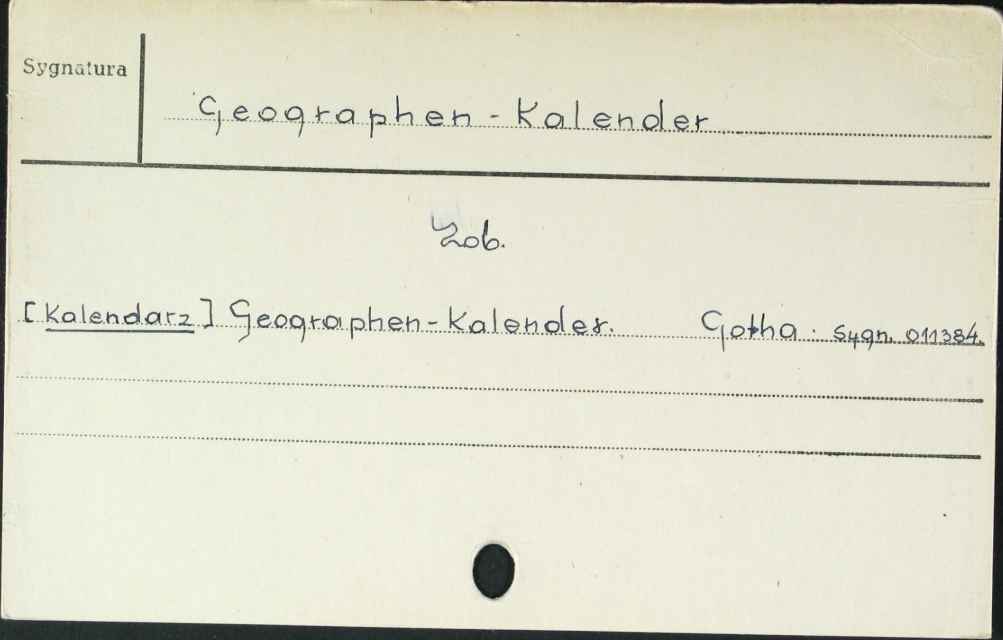 Sygnatura
Geographen-Kalender
Zob.
[Kalendarz] Geographen-Kalender. Gotha. sygn. 011384.